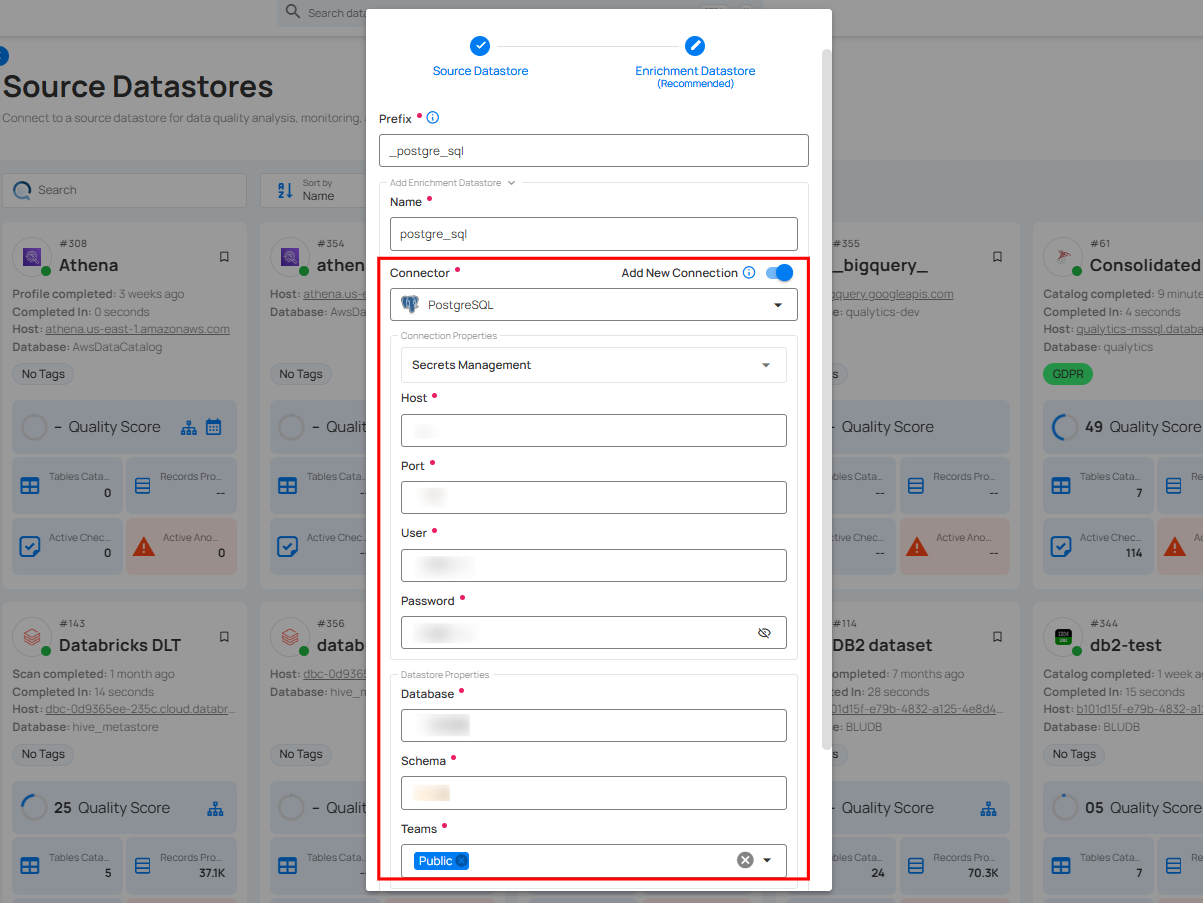 Search data
Source Datastores
Connect to a source datastore for data quality analysis, monitoring,
Search
Sort by
Name
Source Datastore
Enrichment Datastore
(Recommended)
Prefix
_postgre_sql
Add Enrichment Datastore
Name
postgre_sql
Connector
Add New Connection
PostgreSQL
Connection Properties
Secrets Management
Host
Port
User
Password
Datastore Properties
Database
Schema
Teams
Public
#308
Athena
Profile completed: 3 weeks ago
Completed In: 0 seconds
Host: athena.us-east-1.amazonaws.com
Database: AwsDataCatalog
No Tags
– Quality Score
Tables Cata...
0
Records Pro...
--
Active Chec...
0
Active Ano...
0
#354
athen
Host: athena.us-e
Database: AwsDa
No Tags
– Qualit
Tables Cata
Active Chec
#355
_bigquery_
gquery.googleapis.com
qualytics-dev
Quality Score
bles Cata...
--
Records Pro...
--
ctive Chec...
--
Active Ano...
--
#61
Consolidated
Catalog completed: 9 minute
Completed In: 4 seconds
Host: qualytics-mssql.databa
Database: qualytics
GDPR
49 Quality Score
Tables Cata...
7
Re
Active Chec...
114
#143
Databricks DLT
Scan completed: 1 month ago
Completed In: 14 seconds
Host: dbc-0d9365ee-235c.cloud.databr...
Database: hive_metastore
No Tags
25 Quality Score
Tables Cata...
5
Records Pro...
37.1K
#356
datab
Host: dbc-0d9365
Database: hive_m
No Tags
– Qualit
Tables Cata
#114
DB2 dataset
completed: 7 months ago
ed In: 28 seconds
01d15f-e79b-4832-a125-4e8d4...
: BLUDB
Quality Score
bles Cata...
24
Records Pro...
70.3K
#344
db2-test
Catalog completed: 1 week ago
Completed In: 15 seconds
Host: b101d15f-e79b-4832-a12
Database: BLUDB
No Tags
05 Quality Score
Tables Cata...
7
Re